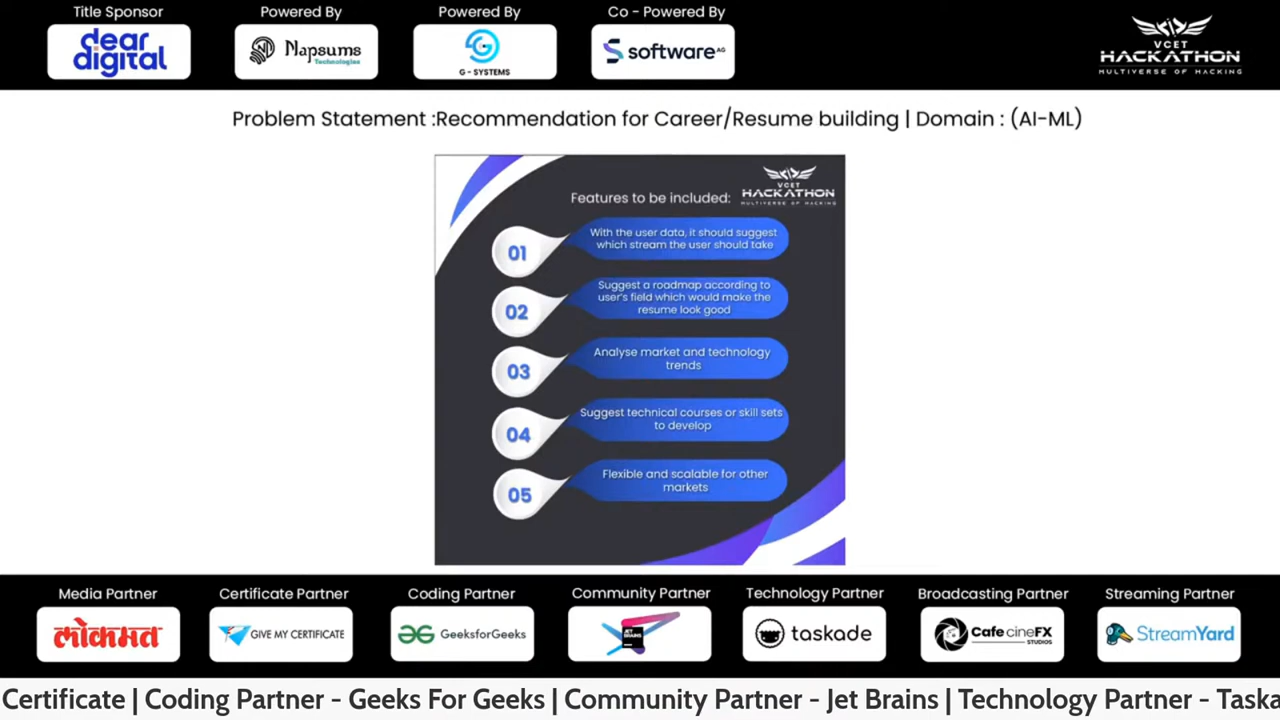 Title Sponsor
Powered By
Powered By
Co - Powered By
dear digital
Napsums Technologies
G - SYSTEMS
software AG
VCET
HACKATHON
MULTIVERSE OF HACKING
Problem Statement :Recommendation for Career/Resume building | Domain : (AI-ML)
VCET
HACKATHON
MULTIVERSE OF HACKING
Features to be included:
01
With the user data, it should suggest
which stream the user should take
02
Suggest a roadmap according to
user's field which would make the
resume look good
03
Analyse market and technology
trends
04
Suggest technical courses or skill sets
to develop
05
Flexible and scalable for other
markets
Media Partner
Certificate Partner
Coding Partner
Community Partner
Technology Partner
Broadcasting Partner
Streaming Partner
लोकमत
GIVE MY CERTIFICATE
GeeksforGeeks
JET BRAINS
taskade
Cafe cineFX STUDIOS
StreamYard
Certificate | Coding Partner - Geeks For Geeks | Community Partner - Jet Brains | Technology Partner - Taska